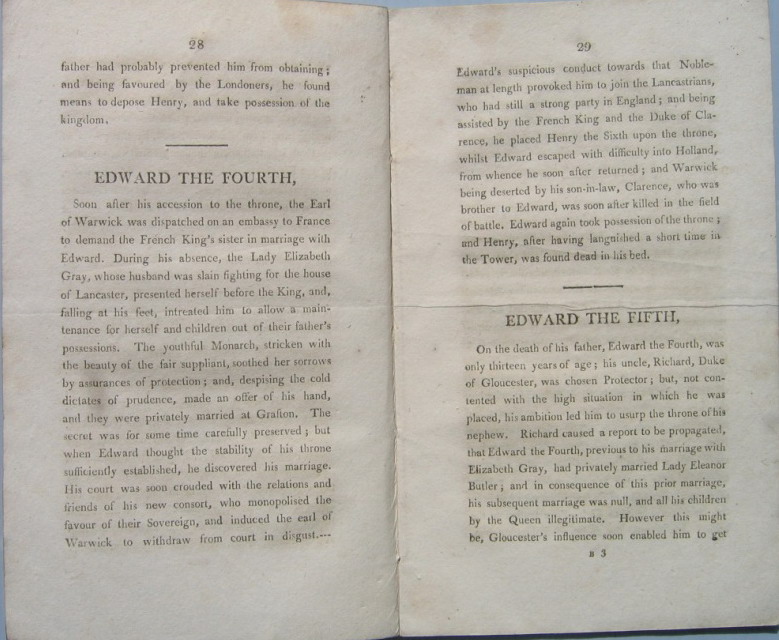 28
father had probably prevented him from obtaining;
and being favoured by the Londoners, he found
means to depose Henry, and take possession of the
kingdom.
EDWARD THE FOURTH,
Soon after his accession to the throne, the Earl
of Warwick was dispatched on an embassy to France
to demand the French King's sister in marriage with
Edward. During his absence, the Lady Elizabeth
Gray, whose husband was slain fighting for the house
of Lancaster, presented herself before the King, and,
falling at his feet, intreated him to allow a main-
tenance for herself and children out of their father's
possessions. The youthful Monarch, stricken with
the beauty of the fair suppliant, soothed her sorrows
by assurances of protection; and, despising the cold
dictates of prudence, made an offer of his hand,
and they were privately married at Grafton. The
secret was for some time carefully preserved; but
when Edward thought the stability of his throne
sufficiently established, he discovered his marriage.
His court was soon crouded with the relations and
friends of his new consort, who monopolised the
favour of their Sovereign, and induced the earl of
Warwick to withdraw from court in disgust.---
29
Edward's suspicious conduct towards that Noble-
man at length provoked him to join the Lancastrians,
who had still a strong party in England; and being
assisted by the French King and the Duke of Cla-
rence, he placed Henry the Sixth upon the throne,
whilst Edward escaped with difficulty into Holland,
from whence he soon after returned; and Warwick
being deserted by his son-in-law, Clarence, who was
brother to Edward, was soon after killed in the field
of battle. Edward again took possession of the throne;
and Henry, after having langnished a short time in
the Tower, was found dead in his bed.
EDWARD THE FIFTH,
On the death of his father, Edward the Fourth, was
only thirteen years of age; his uncle, Richard, Duke
of Gloucester, was chosen Protector; but, not con-
tented with the high situation in which he was
placed, his ambition led him to usurp the throne of his
nephew. Richard caused a report to be propagated,
that Edward the Fourth, previous to his marriage with
Elizabeth Gray, had privately married Lady Eleanor
Butler; and in consequence of this prior marriage,
his subsequent marriage was null, and all his children
by the Queen illegitimate. However this might
be, Gloucester's influence soon enabled him to get
B 3